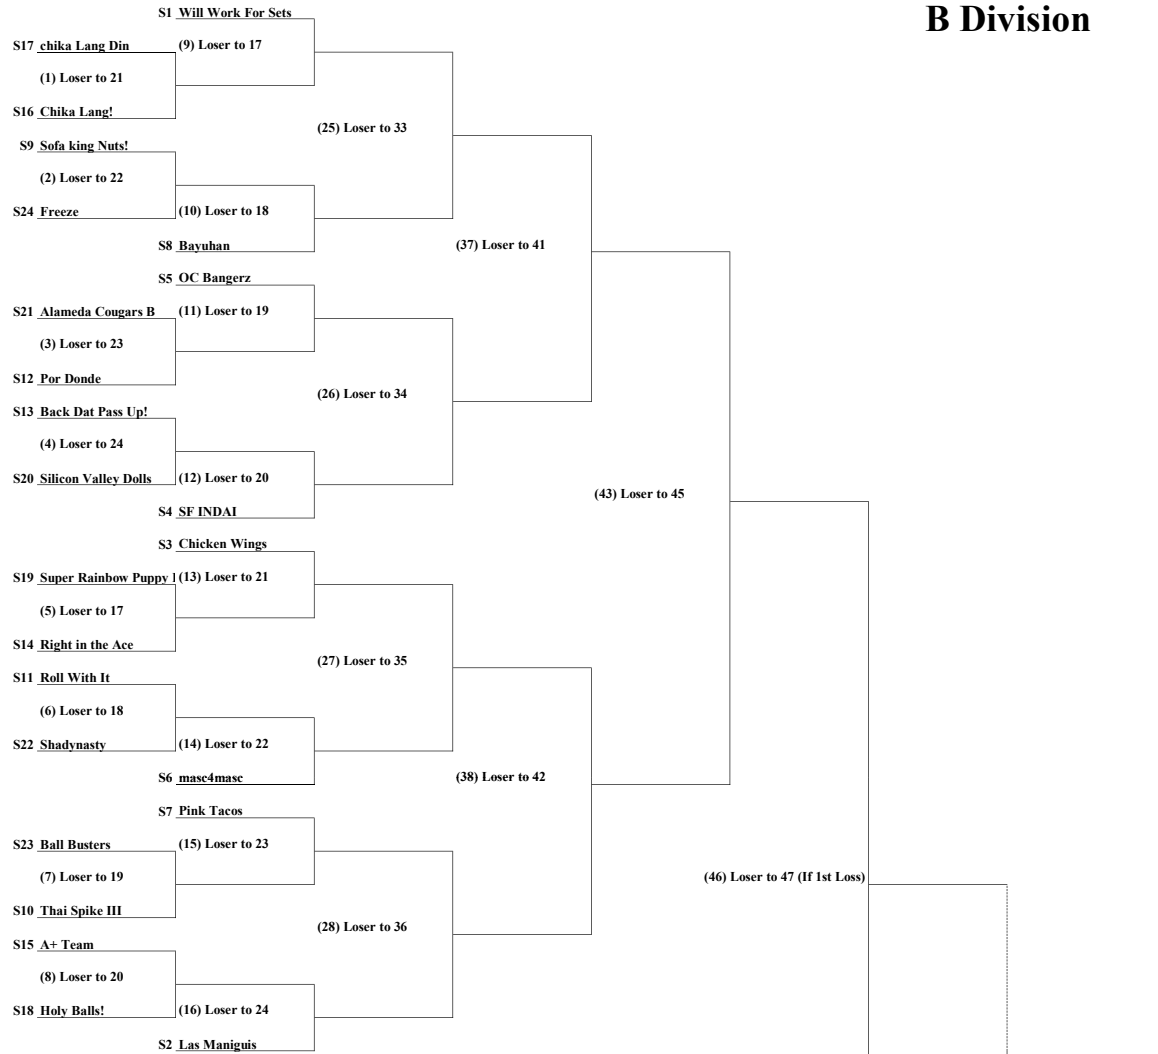 B Division
S1 Will Work For Sets
S17 chika Lang Din
(9) Loser to 17
(1) Loser to 21
S16 Chika Lang!
(25) Loser to 33
S9 Sofa king Nuts!
(2) Loser to 22
S24 Freeze
(10) Loser to 18
S8 Bayuhan
(37) Loser to 41
S5 OC Bangerz
S21 Alameda Cougars B
(11) Loser to 19
(3) Loser to 23
S12 Por Donde
(26) Loser to 34
S13 Back Dat Pass Up!
(4) Loser to 24
S20 Silicon Valley Dolls
(12) Loser to 20
S4 SF INDAI
(43) Loser to 45
S3 Chicken Wings
S19 Super Rainbow Puppy
(13) Loser to 21
(5) Loser to 17
S14 Right in the Ace
(27) Loser to 35
S11 Roll With It
(6) Loser to 18
S22 Shadynasty
(14) Loser to 22
S6 masc4masc
(38) Loser to 42
S7 Pink Tacos
S23 Ball Busters
(15) Loser to 23
(7) Loser to 19
(46) Loser to 47 (If 1st Loss)
S10 Thai Spike III
(28) Loser to 36
S15 A+ Team
(8) Loser to 20
S18 Holy Balls!
(16) Loser to 24
S2 Las Maniguis